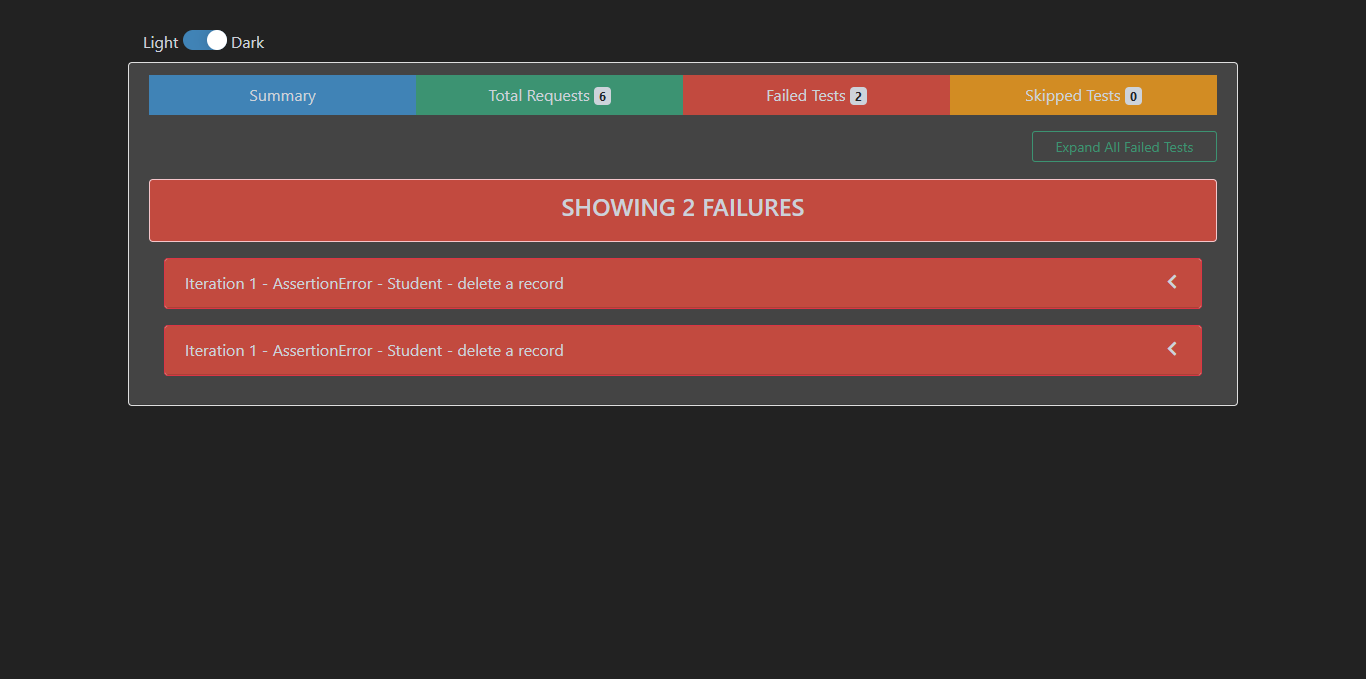 Light Dark
Summary Total Requests 6 Failed Tests 2 Skipped Tests 0
Expand All Failed Tests
SHOWING 2 FAILURES
Iteration 1 - AssertionError - Student - delete a record
Iteration 1 - AssertionError - Student - delete a record